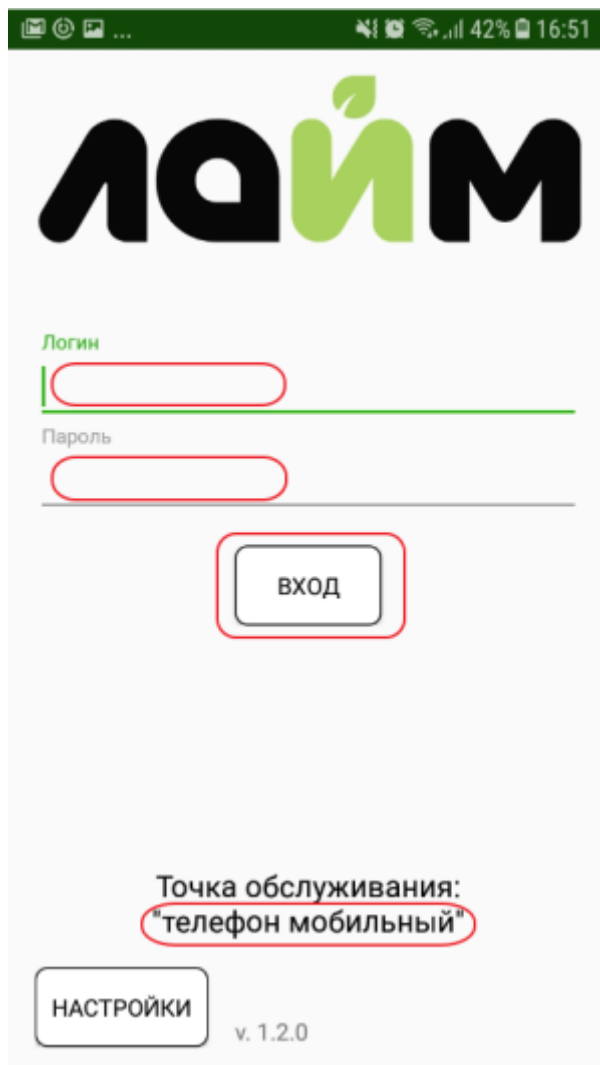 ... 42% 16:51
лайм
Логин
Пароль
ВХОД
Точка обслуживания:
"телефон мобильный"
НАСТРОЙКИ
v. 1.2.0